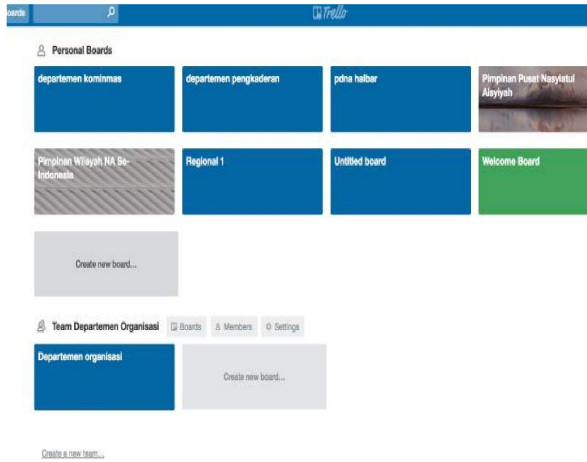 Boards
Trello
Personal Boards
departemen kominmas
departemen pengkaderan
pdna halbar
Pimpinan Pusat Nasyiatul
Aisyiyah
Pimpinan Wilayah NA Se-
Indonesia
Regional 1
Untitled board
Welcome Board
Create new board...
Team Departemen Organisasi
Boards
Members
Settings
Departemen organisasi
Create new board...
Create a new team...